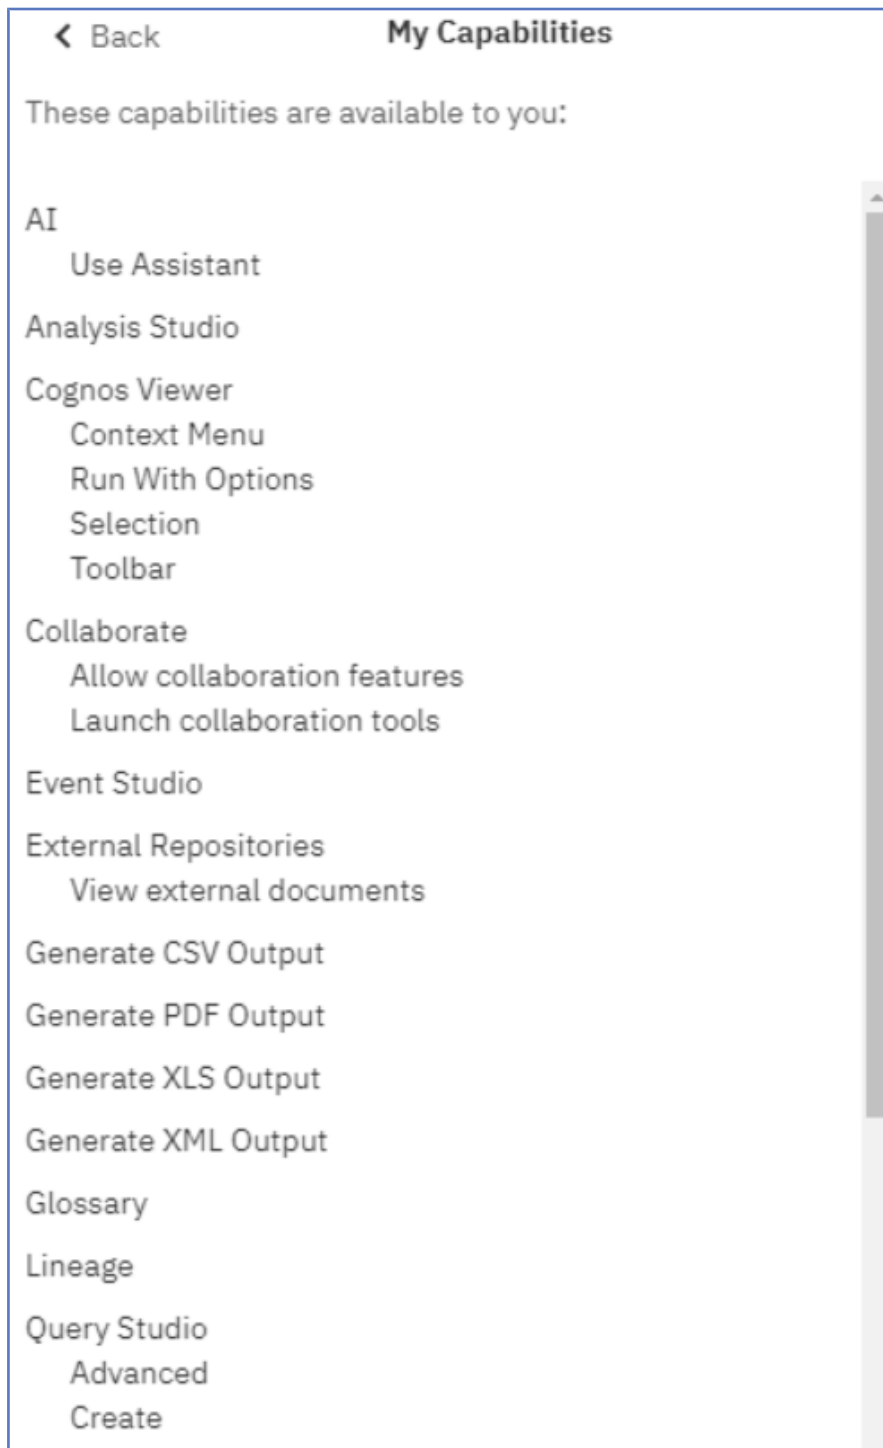 Back
My Capabilities
These capabilities are available to you:
AI
Use Assistant
Analysis Studio
Cognos Viewer
Context Menu
Run With Options
Selection
Toolbar
Collaborate
Allow collaboration features
Launch collaboration tools
Event Studio
External Repositories
View external documents
Generate CSV Output
Generate PDF Output
Generate XLS Output
Generate XML Output
Glossary
Lineage
Query Studio
Advanced
Create